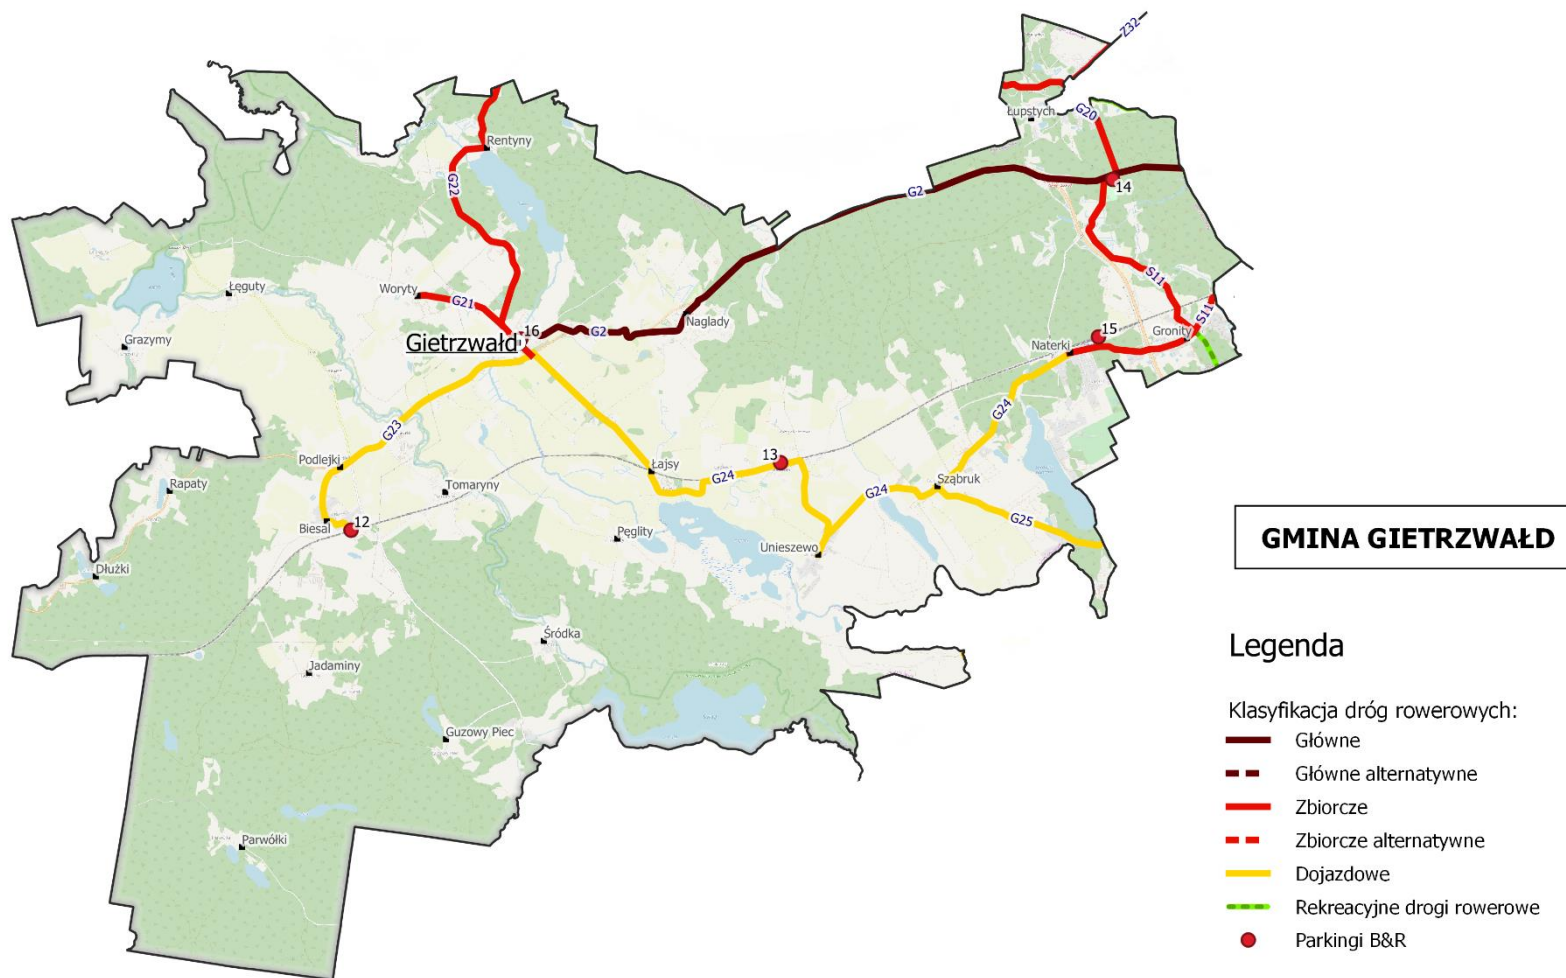 Z32
G20
Łupstych
Rentyny
G22
G2
14
Łęguty
Woryty
G21
S11
Naglady
16
G2
S11
15
Gronity
Grazymy
Gietrzwałd
Naterki
G24
G23
Podlejki
Łajsy
13
G24
Rapaty
Tomaryny
G24
Sząbruk
Biesal
12
G25
Pęglity
Unieszewo
Dłużki
GMINA GIETRZWAŁD
Śródka
Legenda
Jadaminy
Klasyfikacja dróg rowerowych:
Guzowy Piec
Główne
Główne alternatywne
Zbiorcze
Parwółki
Zbiorcze alternatywne
Dojazdowe
Rekreacyjne drogi rowerowe
Parkingi B&R